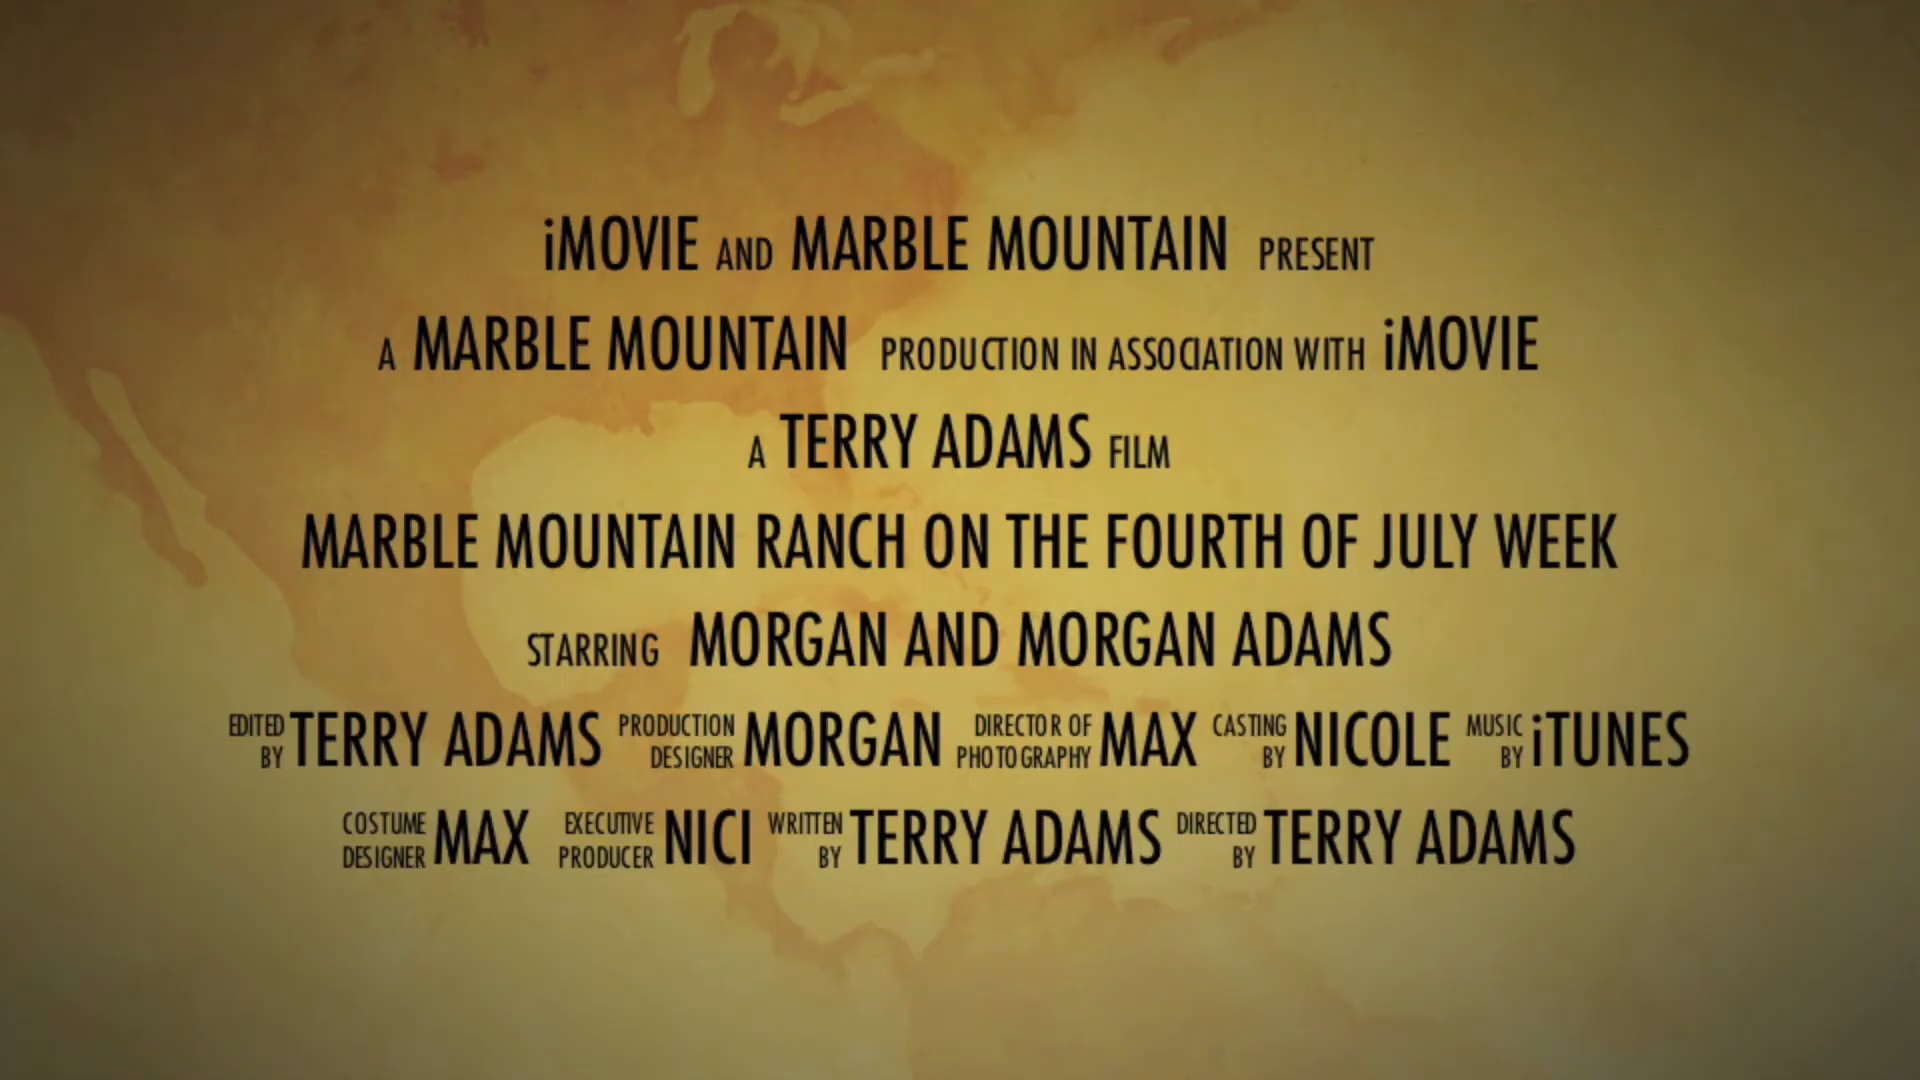 iMOVIE AND MARBLE MOUNTAIN PRESENT
A MARBLE MOUNTAIN PRODUCTION IN ASSOCIATION WITH iMOVIE
A TERRY ADAMS FILM
MARBLE MOUNTAIN RANCH ON THE FOURTH OF JULY WEEK
STARRING MORGAN AND MORGAN ADAMS
EDITED BY TERRY ADAMS PRODUCTION DESIGNER MORGAN DIRECTOR OF PHOTOGRAPHY MAX CASTING BY NICOLE MUSIC BY iTUNES
COSTUME DESIGNER MAX EXECUTIVE PRODUCER NICI WRITTEN BY TERRY ADAMS DIRECTED BY TERRY ADAMS